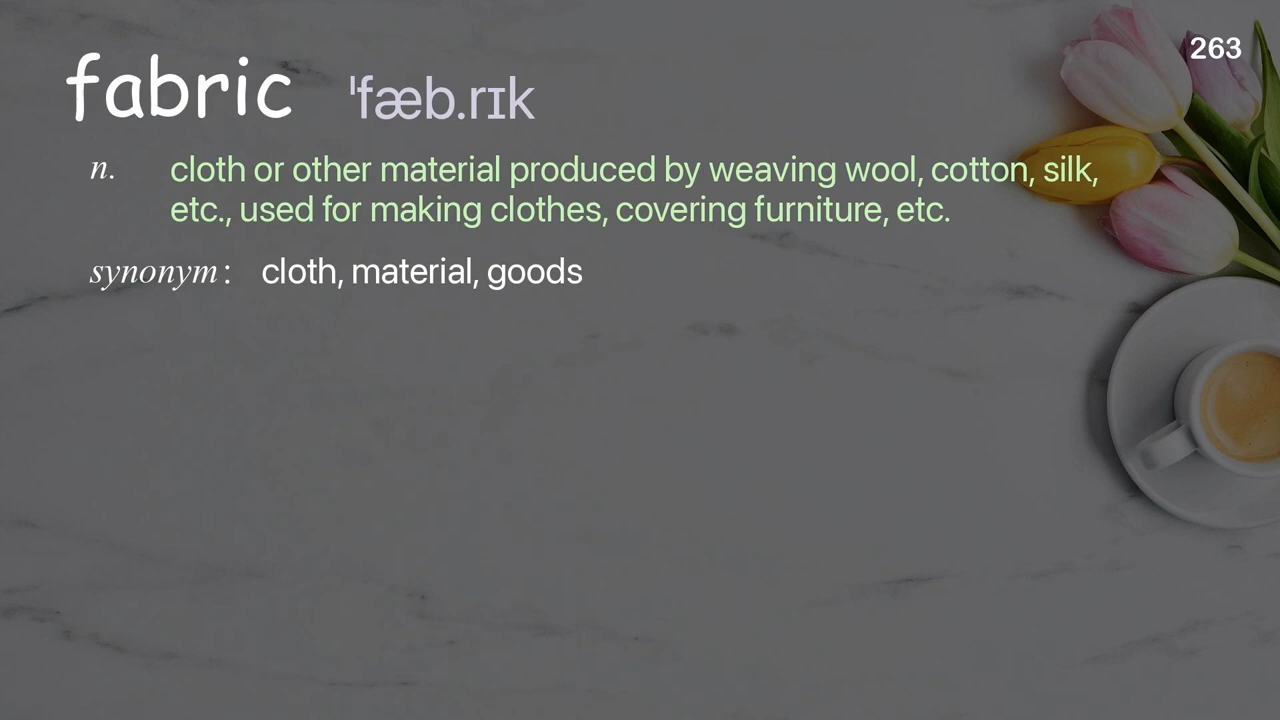 263
fabric ˈfæb.rɪk
n. cloth or other material produced by weaving wool, cotton, silk,
etc., used for making clothes, covering furniture, etc.
synonym: cloth, material, goods